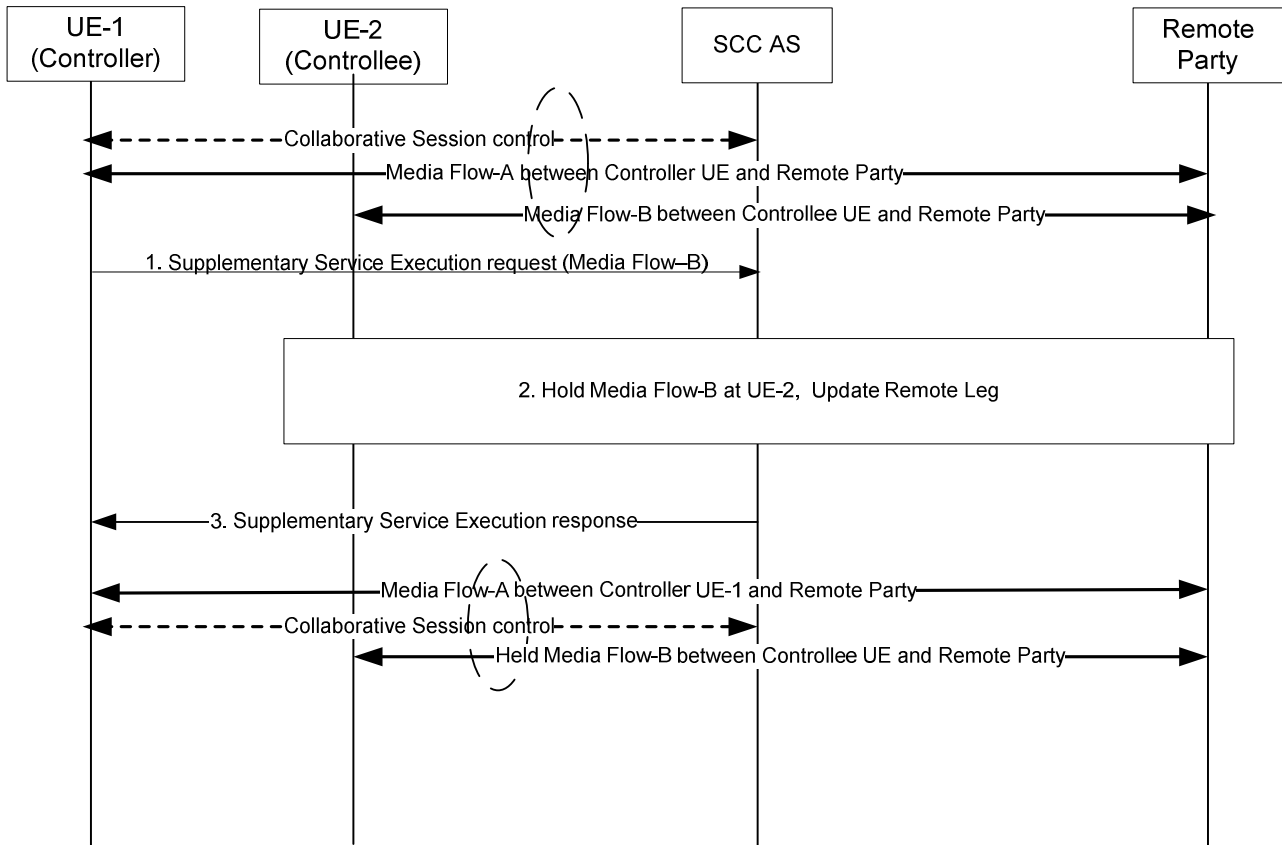 UE-1
(Controller)
UE-2
(Controllee)
SCC AS
Remote
Party
Collaborative Session control
Media Flow-A between Controller UE and Remote Party
Media Flow-B between Controllee UE and Remote Party
1. Supplementary Service Execution request (Media Flow–B)
2. Hold Media Flow-B at UE-2, Update Remote Leg
3. Supplementary Service Execution response
Media Flow-A between Controller UE-1 and Remote Party
Collaborative Session control
Held Media Flow-B between Controllee UE and Remote Party